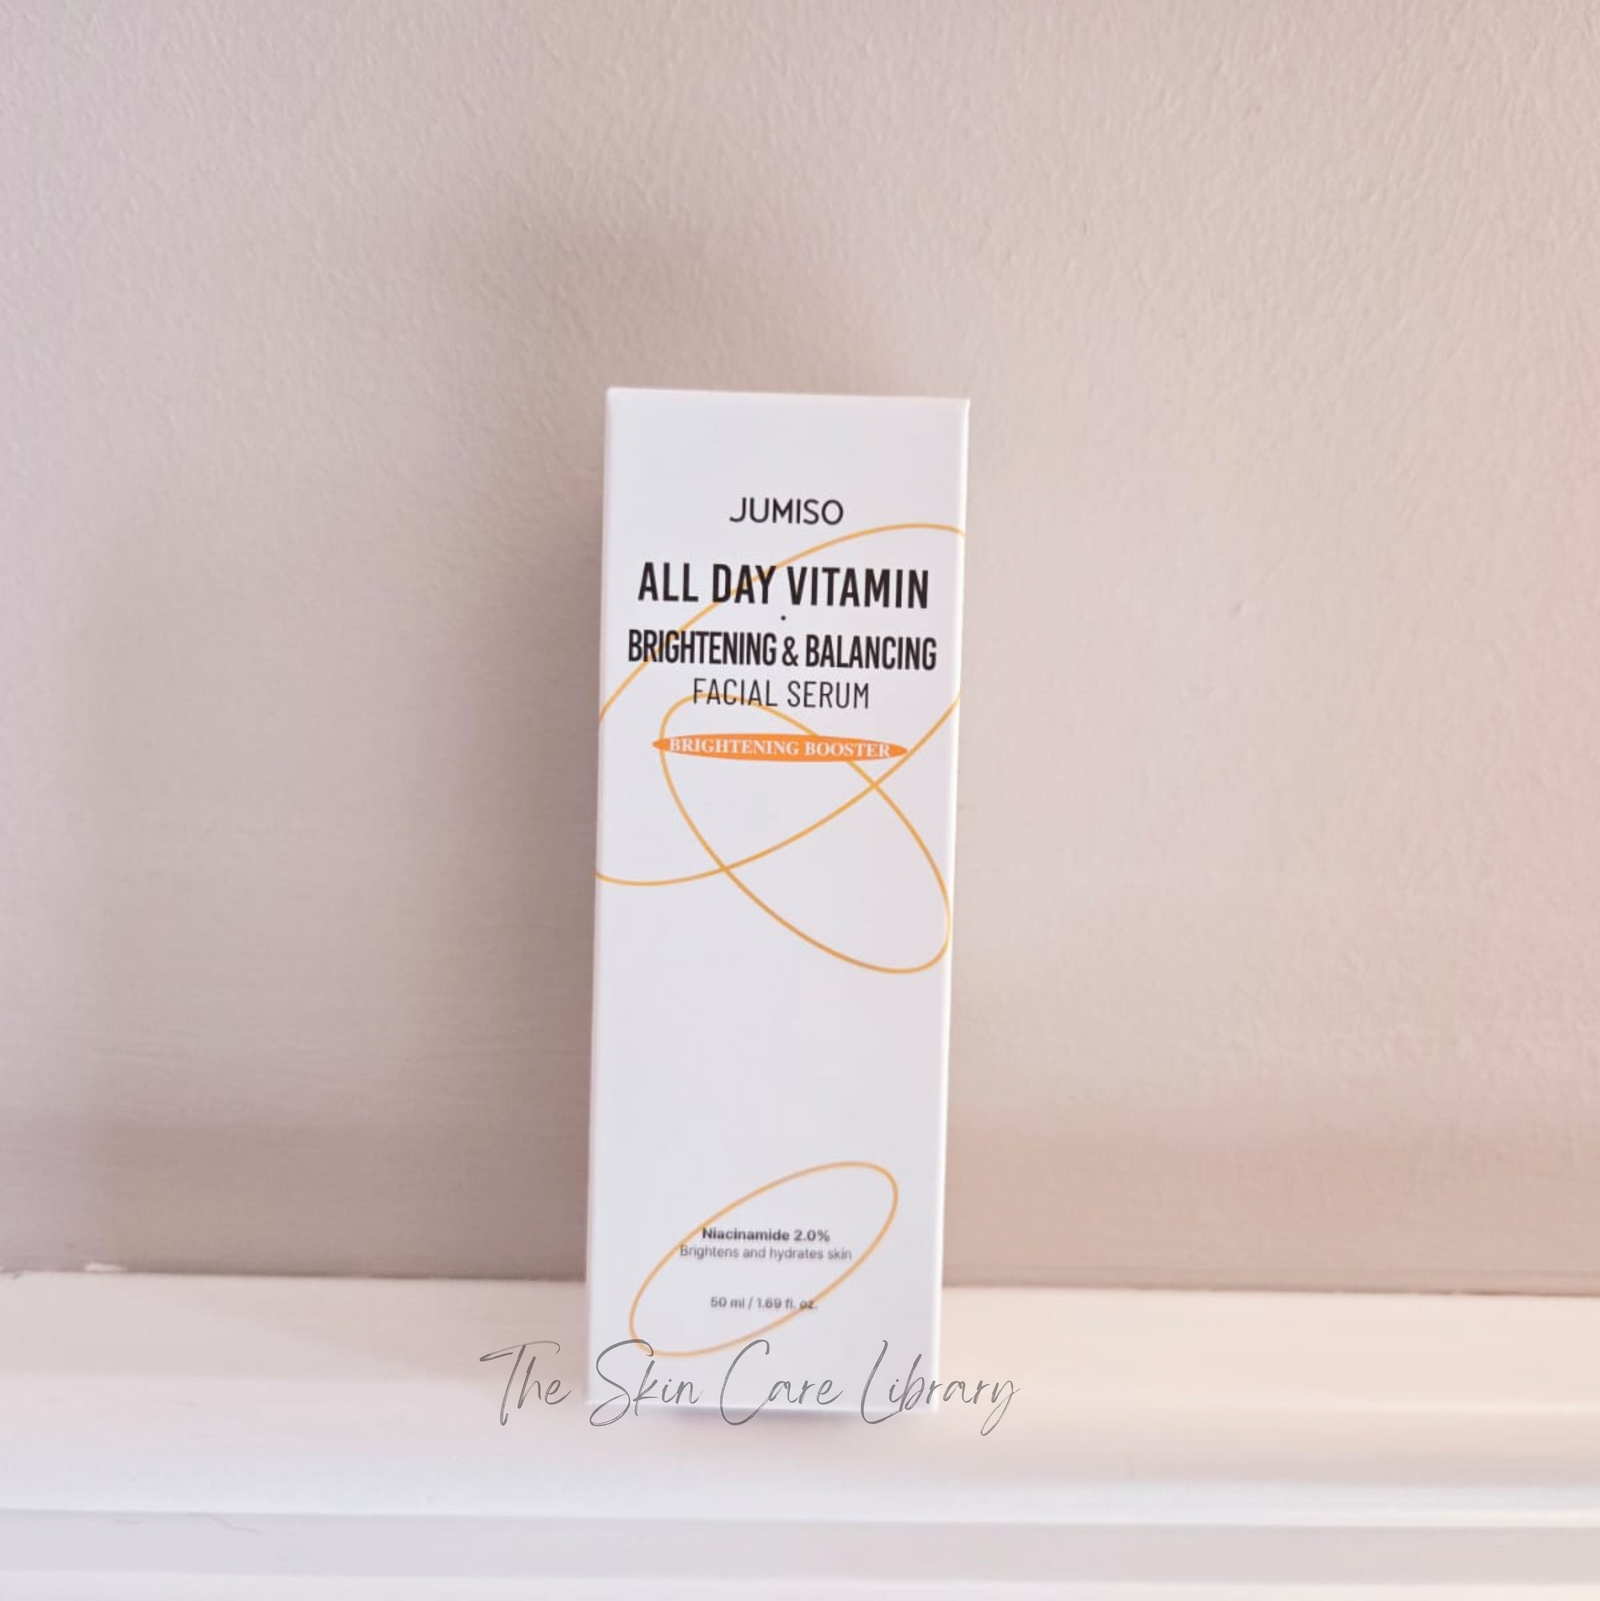 JUMISO
ALL DAY VITAMIN
·
BRIGHTENING & BALANCING
FACIAL SERUM
BRIGHTENING BOOSTER
Niacinamide 2.0%
Brightens and hydrates skin
50 ml / 1.69 fl. oz.
The Skin Care Library